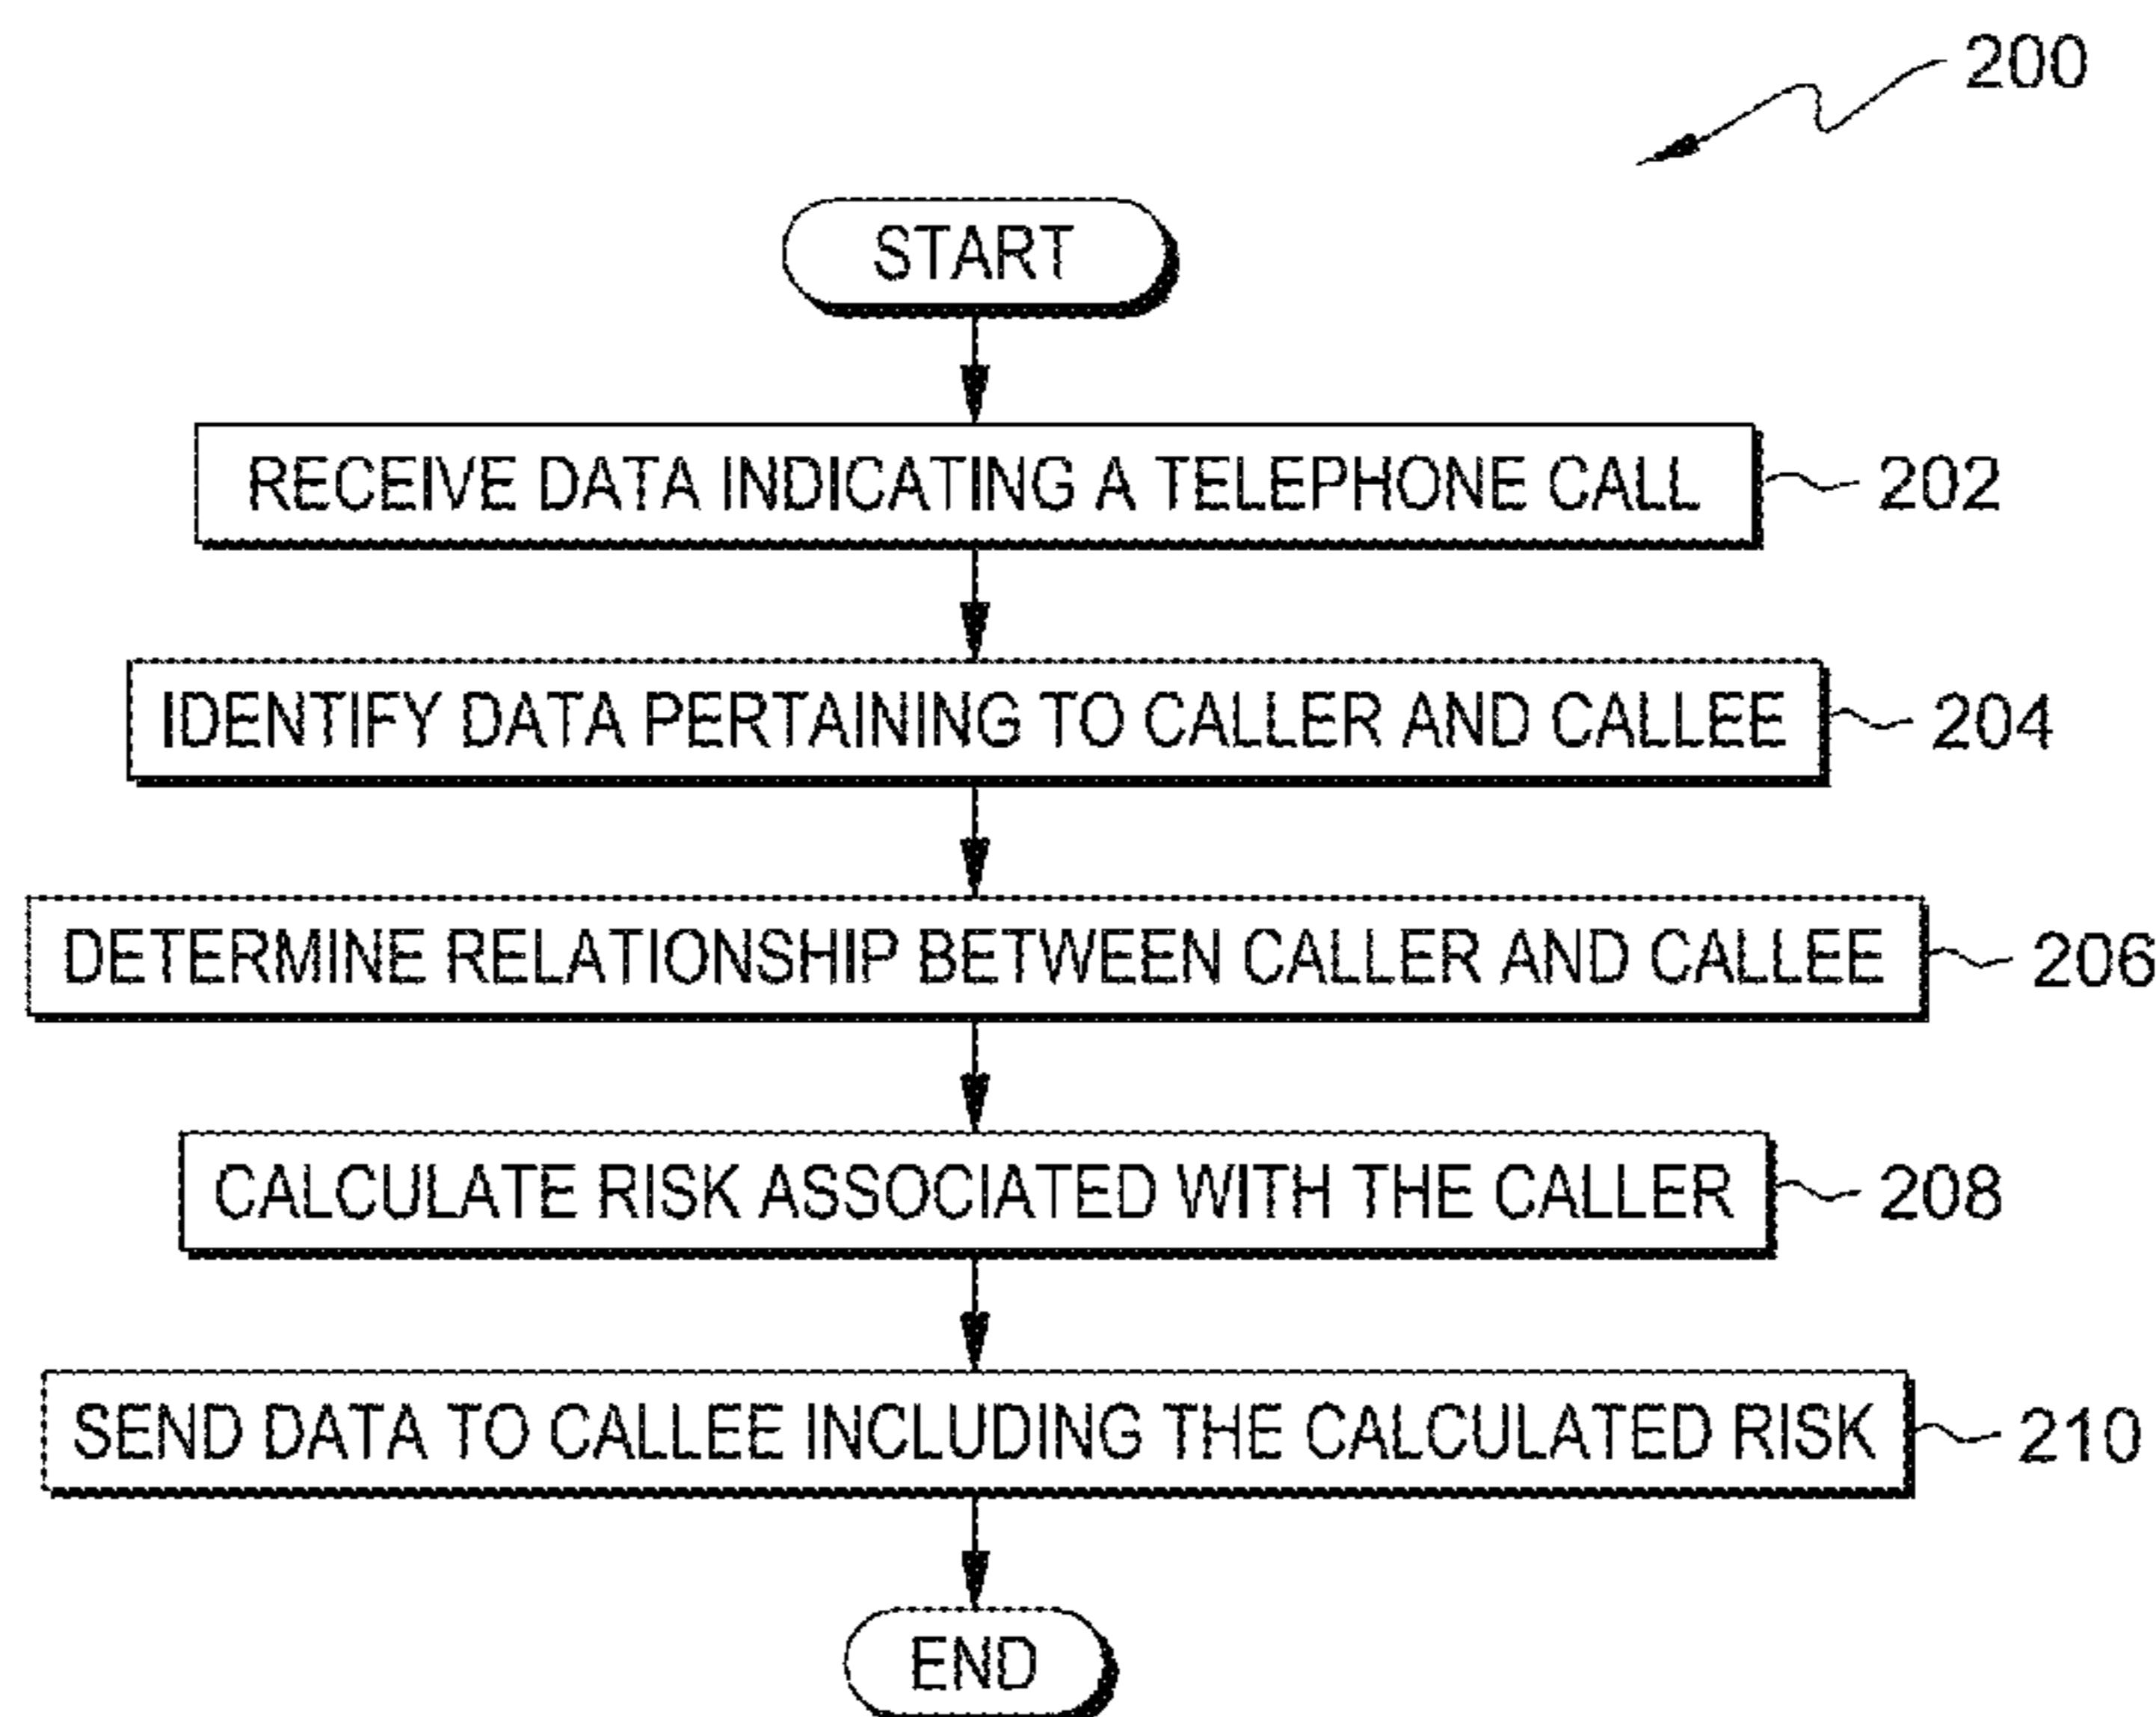 200
START
RECEIVE DATA INDICATING A TELEPHONE CALL 202
IDENTIFY DATA PERTAINING TO CALLER AND CALLEE 204
DETERMINE RELATIONSHIP BETWEEN CALLER AND CALLEE 206
CALCULATE RISK ASSOCIATED WITH THE CALLER 208
SEND DATA TO CALLEE INCLUDING THE CALCULATED RISK 210
END